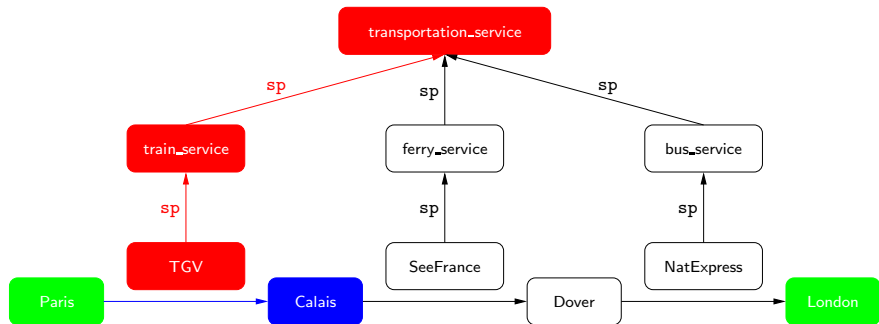 transportation_service
sp
sp
sp
train_service
ferry_service
bus_service
sp
sp
sp
TGV
SeeFrance
NatExpress
Paris
Calais
Dover
London